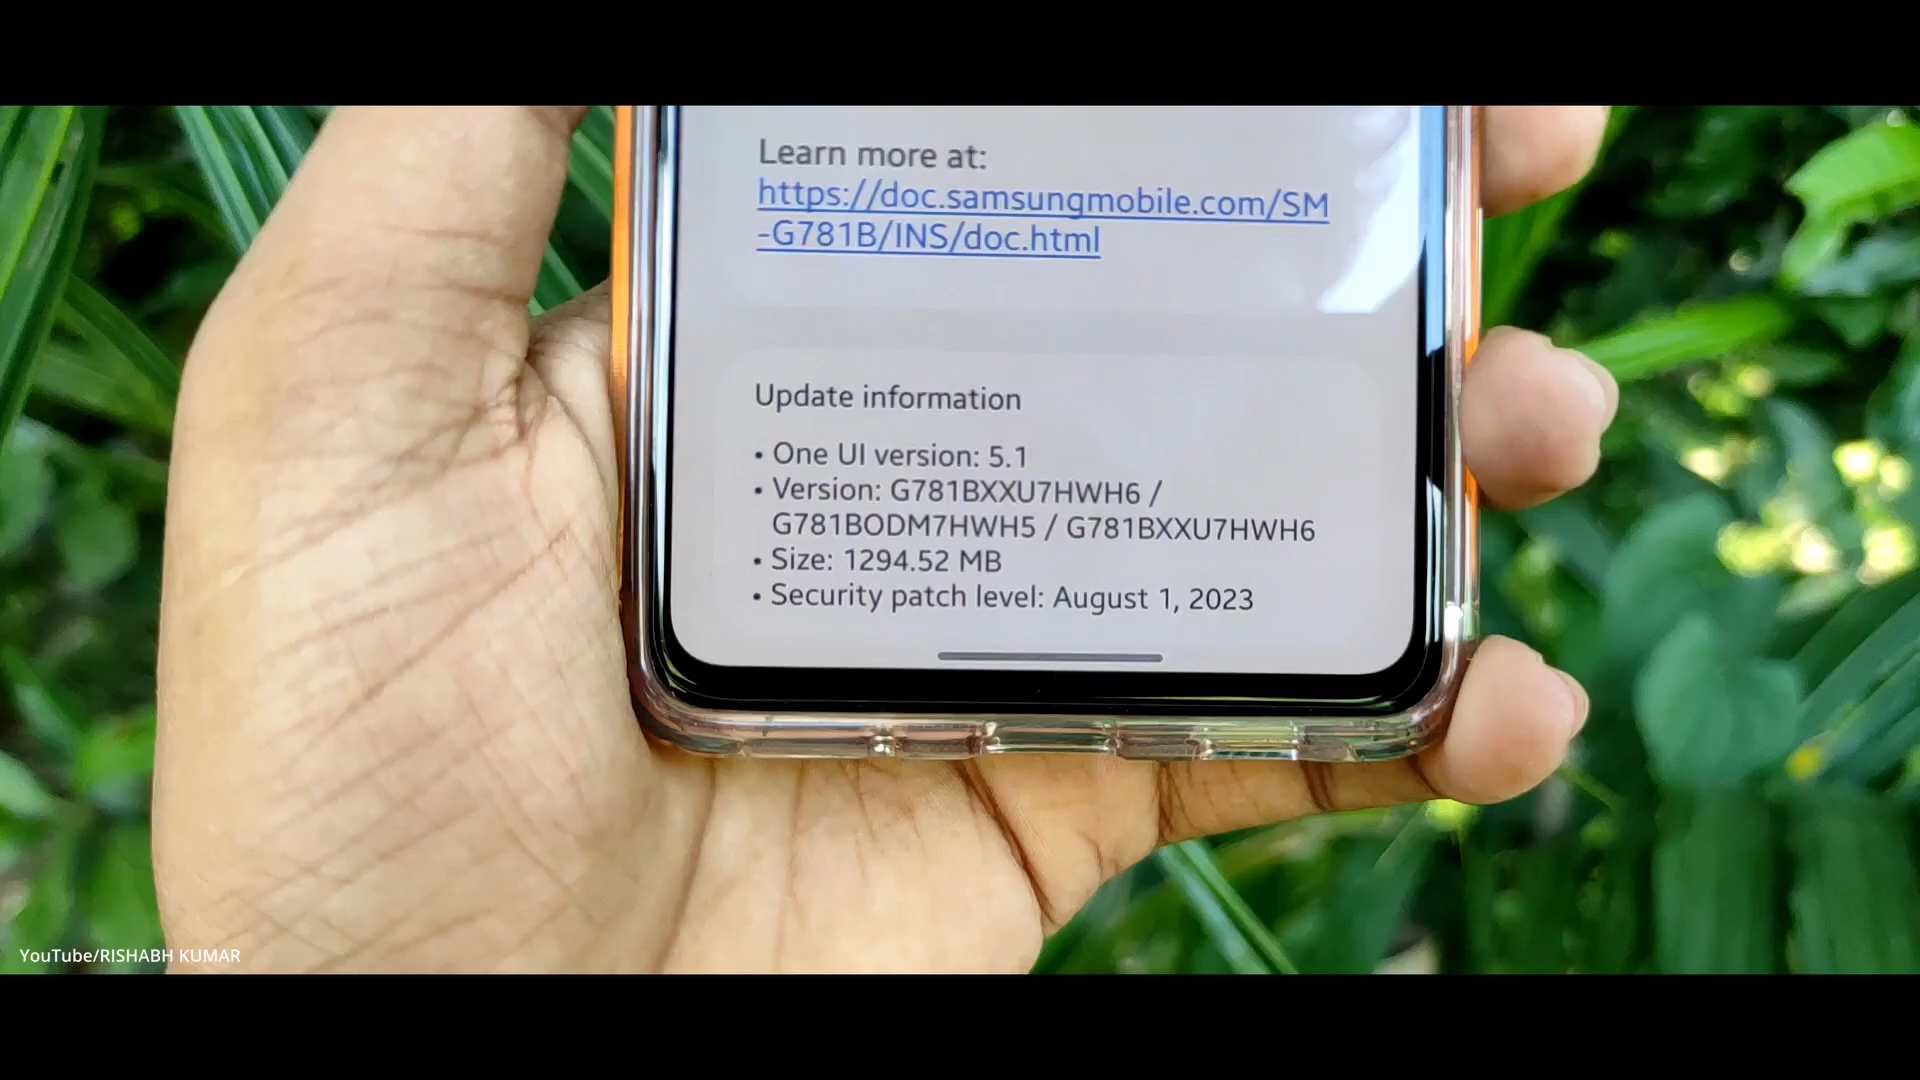 Learn more at:
https://doc.samsungmobile.com/SM
-G781B/INS/doc.html
Update information
• One UI version: 5.1
• Version: G781BXXU7HWH6 /
G781BODM7HWH5 / G781BXXU7HWH6
• Size: 1294.52 MB
• Security patch level: August 1, 2023
YouTube/RISHABH KUMAR